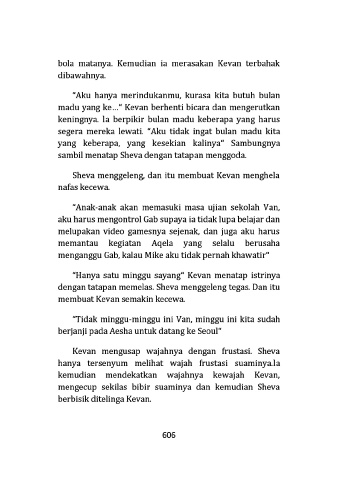 bola matanya. Kemudian ia merasakan Kevan terbahak
dibawahnya.
"Aku hanya merindukanmu, kurasa kita butuh bulan
madu yang ke…" Kevan berhenti bicara dan mengerutkan
keningnya. Ia berpikir bulan madu keberapa yang harus
segera mereka lewati. "Aku tidak ingat bulan madu kita
yang keberapa, yang kesekian kalinya" Sambungnya
sambil menatap Sheva dengan tatapan menggoda.
Sheva menggeleng, dan itu membuat Kevan menghela
nafas kecewa.
"Anak-anak akan memasuki masa ujian sekolah Van,
aku harus mengontrol Gab supaya ia tidak lupa belajar dan
melupakan video gamesnya sejenak, dan juga aku harus
memantau kegiatan Aqela yang selalu berusaha
menganggu Gab, kalau Mike aku tidak pernah khawatir"
"Hanya satu minggu sayang" Kevan menatap istrinya
dengan tatapan memelas. Sheva menggeleng tegas. Dan itu
membuat Kevan semakin kecewa.
"Tidak minggu-minggu ini Van, minggu ini kita sudah
berjanji pada Aesha untuk datang ke Seoul"
Kevan mengusap wajahnya dengan frustasi. Sheva
hanya tersenyum melihat wajah frustasi suaminya.Ia
kemudian mendekatkan wajahnya kewajah Kevan,
mengecup sekilas bibir suaminya dan kemudian Sheva
berbisik ditelinga Kevan.
606